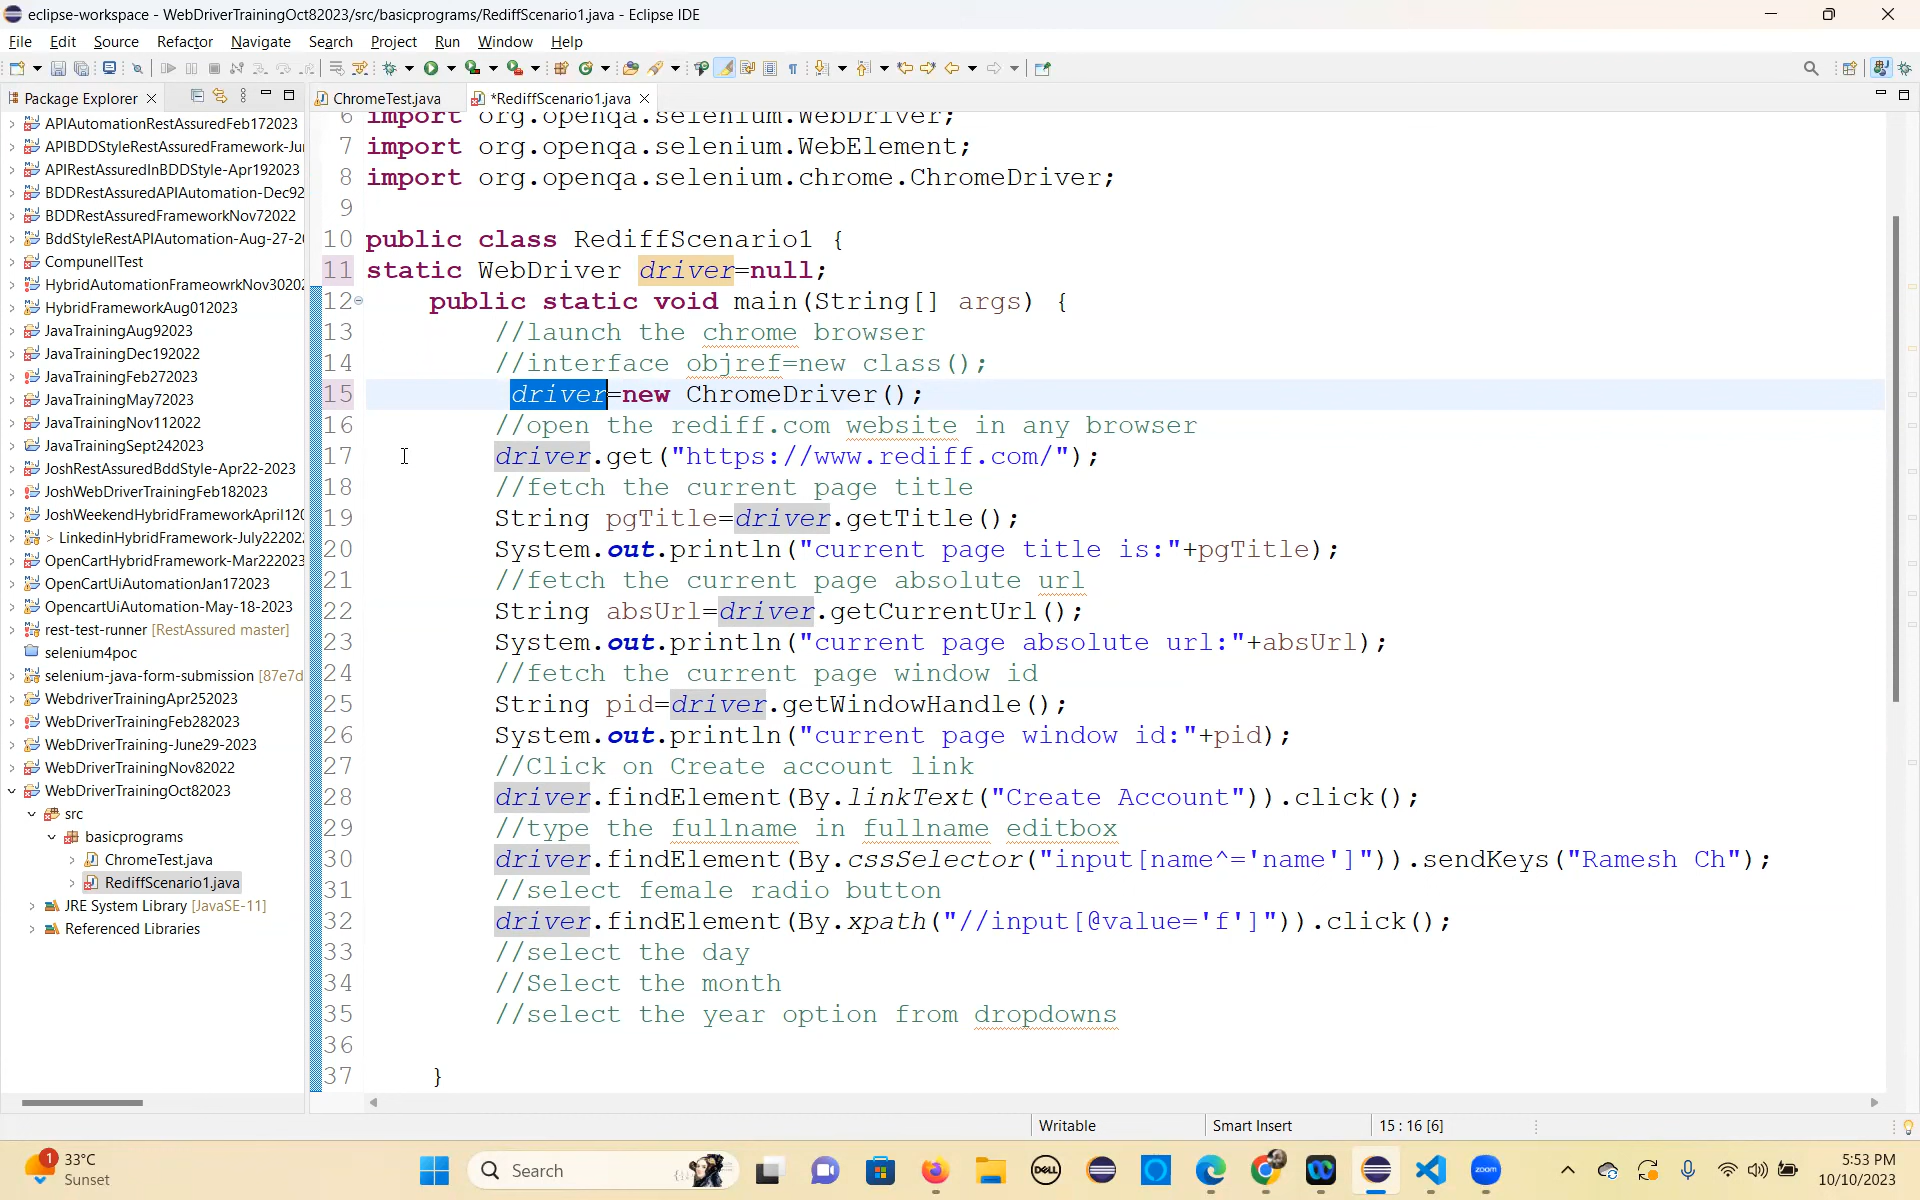 eclipse-workspace - WebDriverTrainingOct82023/src/basicprograms/RediffScenario1.java - Eclipse IDE
File Edit Source Refactor Navigate Search Project Run Window Help
Package Explorer
ChromeTest.java
*RediffScenario1.java
APIAutomationRestAssuredFeb172023
APIBDDStyleRestAssuredFramework-Jun
APIRestAssuredInBDDStyle-Apr192023
BDDRestAssuredAPIAutomation-Dec92
BDDRestAssuredFrameworkNov72022
BddStyleRestAPIAutomation-Aug-27-20
CompunellTest
HybridAutomationFrameowrkNov30202
HybridFrameworkAug012023
JavaTrainingAug92023
JavaTrainingDec192022
JavaTrainingFeb272023
JavaTrainingMay72023
JavaTrainingNov112022
JavaTrainingSept242023
JoshRestAssuredBddStyle-Apr22-2023
JoshWebDriverTrainingFeb182023
JoshWeekendHybridFrameworkApril120
> LinkedinHybridFramework-July22202
OpenCartHybridFramework-Mar222023
OpenCartUiAutomationJan172023
OpencartUiAutomation-May-18-2023
rest-test-runner [RestAssured master]
selenium4poc
selenium-java-form-submission [87e7d
WebdriverTrainingApr252023
WebDriverTrainingFeb282023
WebDriverTraining-June29-2023
WebDriverTrainingNov82022
WebDriverTrainingOct82023
src
basicprograms
ChromeTest.java
RediffScenario1.java
JRE System Library [JavaSE-11]
Referenced Libraries
6 import org.openqa.selenium.WebDriver;
7 import org.openqa.selenium.WebElement;
8 import org.openqa.selenium.chrome.ChromeDriver;
9
10 public class RediffScenario1 {
11 static WebDriver driver=null;
12 public static void main(String[] args) {
13 //launch the chrome browser
14 //interface objref=new class();
15 driver=new ChromeDriver();
16 //open the rediff.com website in any browser
17 driver.get("https://www.rediff.com/");
18 //fetch the current page title
19 String pgTitle=driver.getTitle();
20 System.out.println("current page title is:"+pgTitle);
21 //fetch the current page absolute url
22 String absUrl=driver.getCurrentUrl();
23 System.out.println("current page absolute url:"+absUrl);
24 //fetch the current page window id
25 String pid=driver.getWindowHandle();
26 System.out.println("current page window id:"+pid);
27 //Click on Create account link
28 driver.findElement(By.linkText("Create Account")).click();
29 //type the fullname in fullname editbox
30 driver.findElement(By.cssSelector("input[name^='name']")).sendKeys("Ramesh Ch");
31 //select female radio button
32 driver.findElement(By.xpath("//input[@value='f']")).click();
33 //select the day
34 //Select the month
35 //select the year option from dropdowns
36
37 }
Writable
Smart Insert
15 : 16 [6]
1
33°C
Sunset
Search
DELL
zoom
5:53 PM
10/10/2023